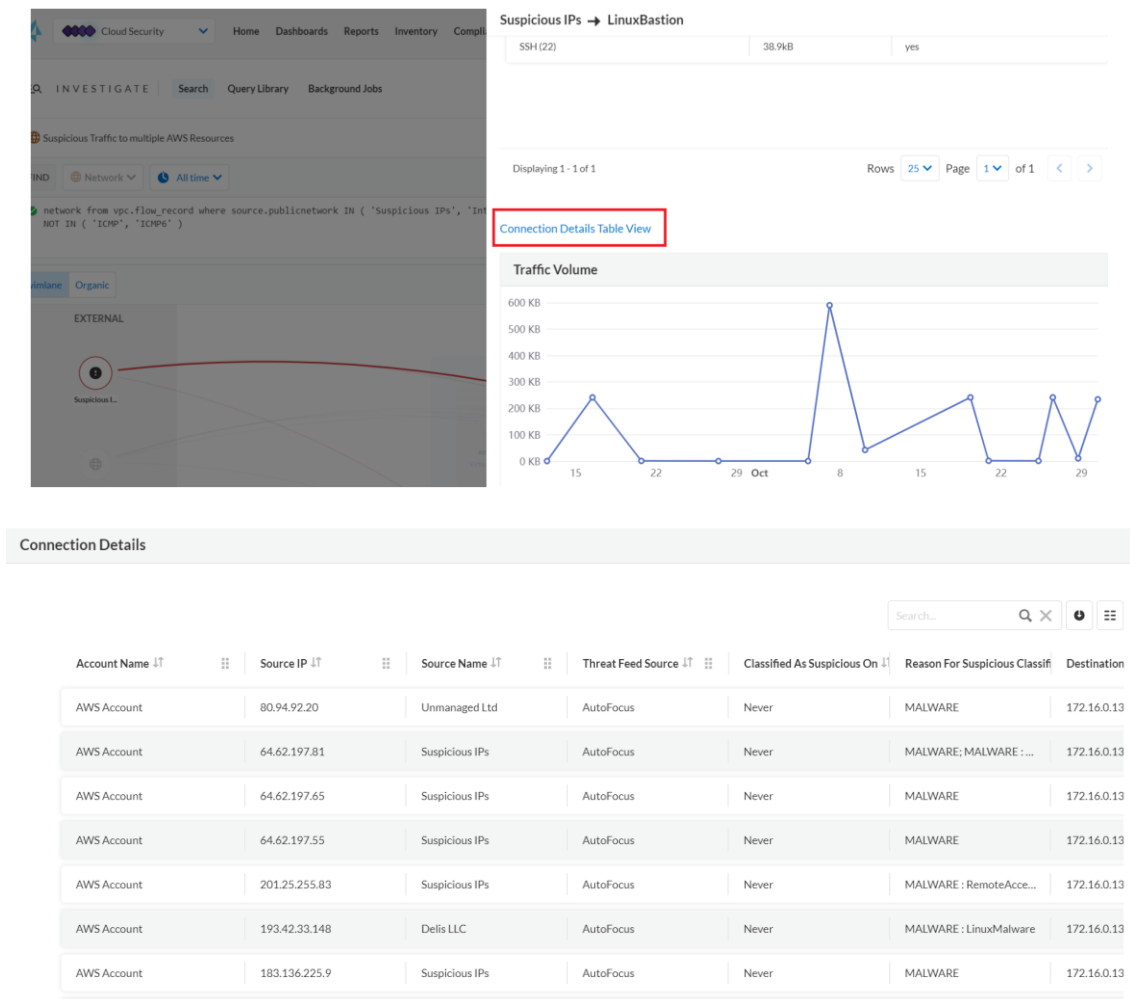 Cloud Security
Home Dashboards Reports Inventory Compli
INVESTIGATE Search Query Library Background Jobs
Suspicious Traffic to multiple AWS Resources
IND Network All time
network from vpc.flow_record where source.publicnetwork IN ( 'Suspicious IPs', 'Int
NOT IN ( 'ICMP', 'ICMP6' )
wimlane Organic
EXTERNAL
Suspicious I...
Suspicious IPs → LinuxBastion
SSH (22) 38.9kB yes
Displaying 1 - 1 of 1 Rows 25 Page 1 of 1
Connection Details Table View
Traffic Volume
600 KB
500 KB
400 KB
300 KB
200 KB
100 KB
0 KB
15 22 29 Oct 8 15 22 29
Connection Details
Search...
Account Name Source IP Source Name Threat Feed Source Classified As Suspicious On Reason For Suspicious Classifi Destination
AWS Account 80.94.92.20 Unmanaged Ltd AutoFocus Never MALWARE 172.16.0.13
AWS Account 64.62.197.81 Suspicious IPs AutoFocus Never MALWARE; MALWARE : ... 172.16.0.13
AWS Account 64.62.197.65 Suspicious IPs AutoFocus Never MALWARE 172.16.0.13
AWS Account 64.62.197.55 Suspicious IPs AutoFocus Never MALWARE 172.16.0.13
AWS Account 201.25.255.83 Suspicious IPs AutoFocus Never MALWARE : RemoteAcce... 172.16.0.13
AWS Account 193.42.33.148 Delis LLC AutoFocus Never MALWARE : LinuxMalware 172.16.0.13
AWS Account 183.136.225.9 Suspicious IPs AutoFocus Never MALWARE 172.16.0.13